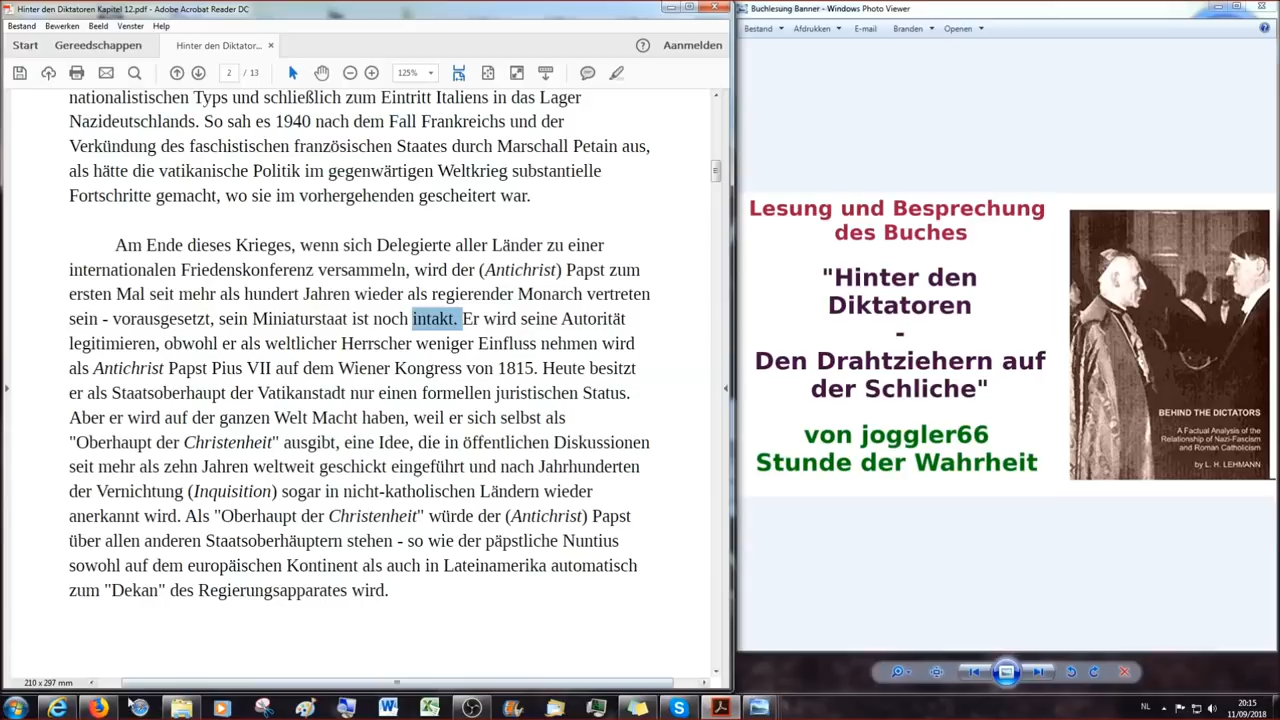 Hinter den Diktatoren Kapitel 12.pdf - Adobe Acrobat Reader DC
Bestand Bearbeiten Beeld Venster Help
Start Gereedschappen Hinter den Diktator... × Aanmelden
2 / 13 125%
nationalistischen Typs und schließlich zum Eintritt Italiens in das Lager
Nazideutschlands. So sah es 1940 nach dem Fall Frankreichs und der
Verkündung des faschistischen französischen Staates durch Marschall Petain aus,
als hätte die vatikanische Politik im gegenwärtigen Weltkrieg substantielle
Fortschritte gemacht, wo sie im vorhergehenden gescheitert war.
Am Ende dieses Krieges, wenn sich Delegierte aller Länder zu einer
internationalen Friedenskonferenz versammeln, wird der (Antichrist) Papst zum
ersten Mal seit mehr als hundert Jahren wieder als regierender Monarch vertreten
sein - vorausgesetzt, sein Miniaturstaat ist noch intakt. Er wird seine Autorität
legitimieren, obwohl er als weltlicher Herrscher weniger Einfluss nehmen wird
als Antichrist Papst Pius VII auf dem Wiener Kongress von 1815. Heute besitzt
er als Staatsoberhaupt der Vatikanstadt nur einen formellen juristischen Status.
Aber er wird auf der ganzen Welt Macht haben, weil er sich selbst als
"Oberhaupt der Christenheit" ausgibt, eine Idee, die in öffentlichen Diskussionen
seit mehr als zehn Jahren weltweit geschickt eingeführt und nach Jahrhunderten
der Vernichtung (Inquisition) sogar in nicht-katholischen Ländern wieder
anerkannt wird. Als "Oberhaupt der Christenheit" würde der (Antichrist) Papst
über allen anderen Staatsoberhäuptern stehen - so wie der päpstliche Nuntius
sowohl auf dem europäischen Kontinent als auch in Lateinamerika automatisch
zum "Dekan" des Regierungsapparates wird.
210 x 297 mm
Buchlesung Banner - Windows Photo Viewer
Bestand Afdrukken E-mail Branden Openen
Lesung und Besprechung
des Buches
"Hinter den
Diktatoren
-
Den Drahtziehern auf
der Schliche"
von joggler66
Stunde der Wahrheit
BEHIND THE DICTATORS
A Factual Analysis of the
Relationship of Nazi-Fascism
and Roman Catholicism
by L. H. LEHMANN
NL 20:15
11/09/2018